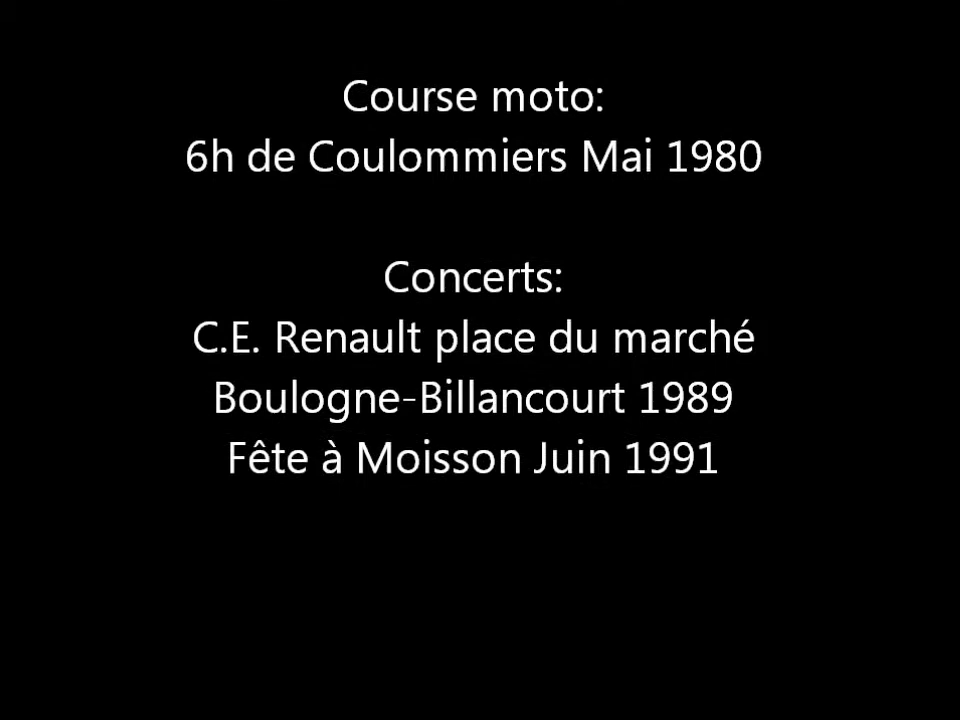 Course moto:
6h de Coulommiers Mai 1980
Concerts:
C.E. Renault place du marché
Boulogne-Billancourt 1989
Fête à Moisson Juin 1991